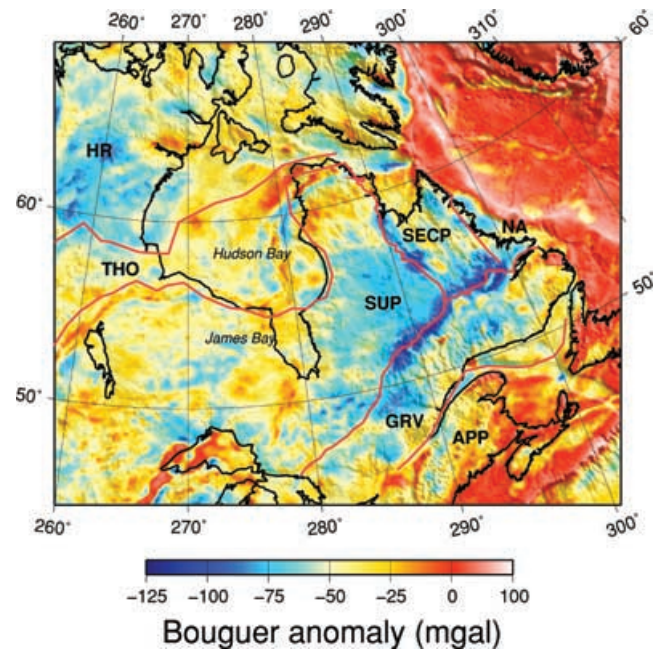 260° 270° 280° 290° 300° 310° 60°
HR
60°
SECP
NA
Hudson Bay
THO
50°
SUP
James Bay
50°
GRV
APP
260° 270° 280° 290° 300°
−125 −100 −75 −50 −25 0 100
Bouguer anomaly (mgal)